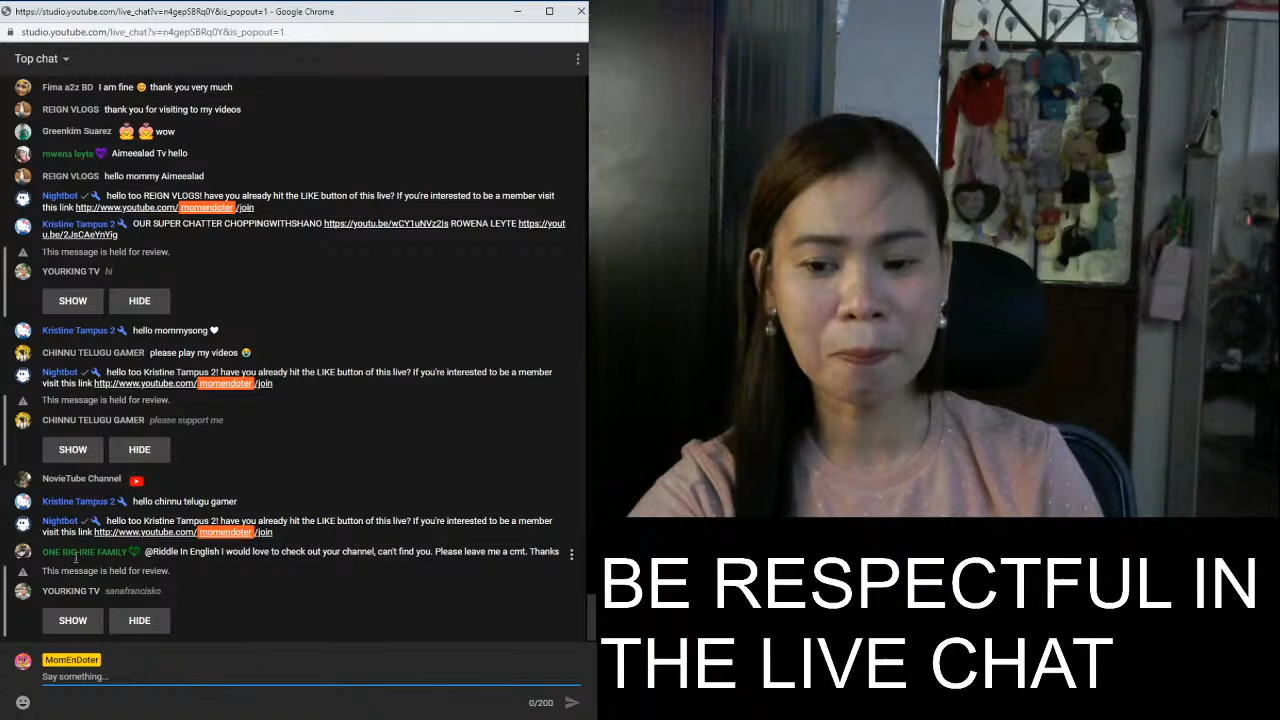 https://studio.youtube.com/live_chat?v=n4gepSBRq0Y&is_popout=1 - Google Chrome
studio.youtube.com/live_chat?v=n4gepSBRq0Y&is_popout=1
Top chat
Fima a2z BD I am fine 😊 thank you very much
REIGN VLOGS thank you for visiting to my videos
Greenkim Suarez wow
rowena leyte Aimeealad Tv hello
REIGN VLOGS hello mommy Aimeealad
Nightbot hello too REIGN VLOGS! have you already hit the LIKE button of this live? If you're interested to be a member visit
this link http://www.youtube.com/ momendoter /join
Kristine Tampus 2 OUR SUPER CHATTER CHOPPINGWITHSHANO https://youtu.be/wCY1uNVz2Is ROWENA LEYTE https://yout
u.be/2JsCAeYnYig
This message is held for review.
YOURKING TV hi
SHOW HIDE
Kristine Tampus 2 hello mommysong 🤍
CHINNU TELUGU GAMER please play my videos 😭
Nightbot hello too Kristine Tampus 2! have you already hit the LIKE button of this live? If you're interested to be a member
visit this link http://www.youtube.com/ momendoter /join
This message is held for review.
CHINNU TELUGU GAMER please support me
SHOW HIDE
NovieTube Channel
Kristine Tampus 2 hello chinnu telugu gamer
Nightbot hello too Kristine Tampus 2! have you already hit the LIKE button of this live? If you're interested to be a member
visit this link http://www.youtube.com/ momendoter /join
ONE BIG IRIE FAMILY @Riddle In English I would love to check out your channel, can't find you. Please leave me a cmt. Thanks
This message is held for review.
YOURKING TV sanafrancisko
SHOW HIDE
MomEnDoter
Say something...
0/200
BE RESPECTFUL IN
THE LIVE CHAT